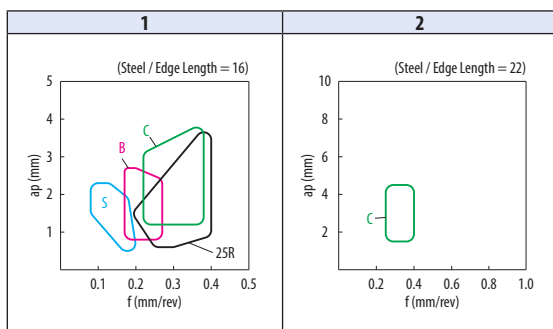 1
2
(Steel / Edge Length = 16)
5
4
3
2
1
ap (mm)
C
B
S
25R
0.1 0.2 0.3 0.4 0.5
f (mm/rev)
(Steel / Edge Length = 22)
10
8
6
4
2
ap (mm)
C
0.2 0.4 0.6 0.8 1.0
f (mm/rev)